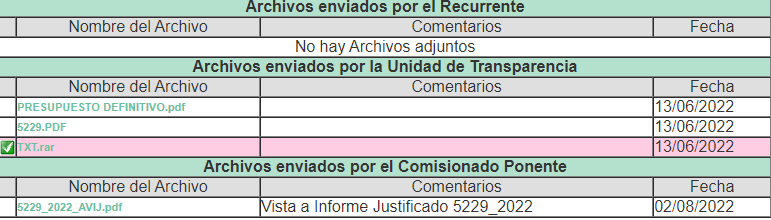 Archivos enviados por el Recurrente
Nombre del Archivo Comentarios Fecha
No hay Archivos adjuntos
Archivos enviados por la Unidad de Transparencia
Nombre del Archivo Comentarios Fecha
PRESUPUESTO DEFINITIVO.pdf 13/06/2022
5229.PDF 13/06/2022
TXT.rar 13/06/2022
Archivos enviados por el Comisionado Ponente
Nombre del Archivo Comentarios Fecha
5229_2022_AVIJ.pdf Vista a Informe Justificado 5229_2022 02/08/2022